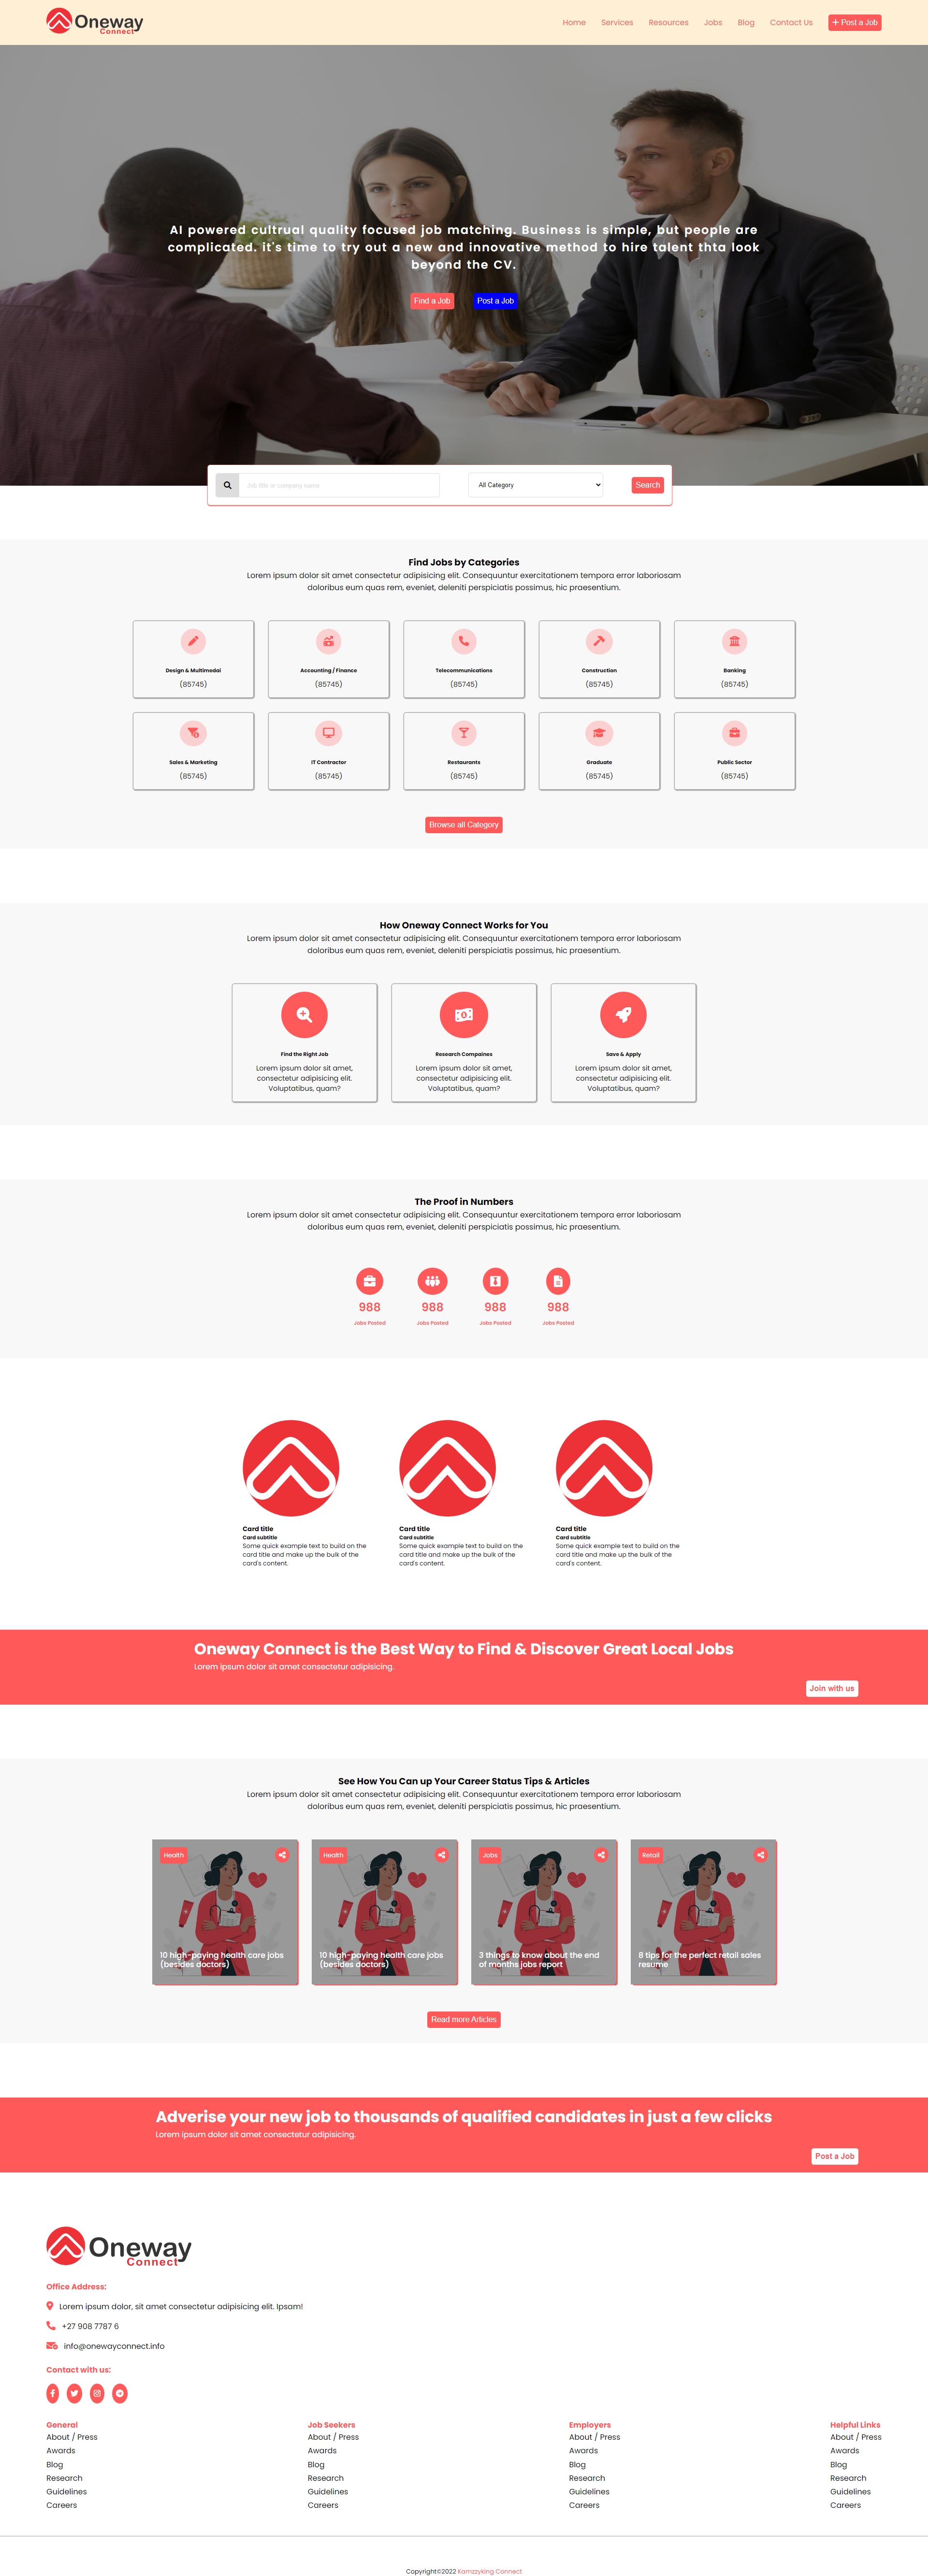 Oneway
Connect
Home Services Resources Jobs Blog Contact Us + Post a Job
AI powered cultrual quality focused job matching. Business is simple, but people are
complicated. it's time to try out a new and innovative method to hire talent thta look
beyond the CV.
Find a Job Post a Job
Job title or company name All Category Search
Find Jobs by Categories
Lorem ipsum dolor sit amet consectetur adipisicing elit. Consequuntur exercitationem tempora error laboriosam
doloribus eum quas rem, eveniet, deleniti perspiciatis possimus, hic praesentium.
Design & Multimedai Accounting / Finance Telecommunications Construction Banking
(85745) (85745) (85745) (85745) (85745)
Sales & Marketing IT Contractor Restaurants Graduate Public Sector
(85745) (85745) (85745) (85745) (85745)
Browse all Category
How Oneway Connect Works for You
Lorem ipsum dolor sit amet consectetur adipisicing elit. Consequuntur exercitationem tempora error laboriosam
doloribus eum quas rem, eveniet, deleniti perspiciatis possimus, hic praesentium.
Find the Right Job Research Compaines Save & Apply
Lorem ipsum dolor sit amet, Lorem ipsum dolor sit amet, Lorem ipsum dolor sit amet,
consectetur adipisicing elit. consectetur adipisicing elit. consectetur adipisicing elit.
Voluptatibus, quam? Voluptatibus, quam? Voluptatibus, quam?
The Proof in Numbers
Lorem ipsum dolor sit amet consectetur adipisicing elit. Consequuntur exercitationem tempora error laboriosam
doloribus eum quas rem, eveniet, deleniti perspiciatis possimus, hic praesentium.
988 988 988 988
Jobs Posted Jobs Posted Jobs Posted Jobs Posted
Card title Card title Card title
Card subtitle Card subtitle Card subtitle
Some quick example text to build on the Some quick example text to build on the Some quick example text to build on the
card title and make up the bulk of the card title and make up the bulk of the card title and make up the bulk of the
card's content. card's content. card's content.
Oneway Connect is the Best Way to Find & Discover Great Local Jobs
Lorem ipsum dolor sit amet consectetur adipisicing.
Join with us
See How You Can up Your Career Status Tips & Articles
Lorem ipsum dolor sit amet consectetur adipisicing elit. Consequuntur exercitationem tempora error laboriosam
doloribus eum quas rem, eveniet, deleniti perspiciatis possimus, hic praesentium.
Health Health Jobs Retail
10 high-paying health care jobs 10 high-paying health care jobs 3 things to know about the end 8 tips for the perfect retail sales
(besides doctors) (besides doctors) of months jobs report resume
Read more Articles
Adverise your new job to thousands of qualified candidates in just a few clicks
Lorem ipsum dolor sit amet consectetur adipisicing.
Post a Job
Oneway
Connect
Office Address:
Lorem ipsum dolor, sit amet consectetur adipisicing elit. Ipsam!
+27 908 7787 6
info@onewayconnect.info
Contact with us:
General Job Seekers Employers Helpful Links
About / Press About / Press About / Press About / Press
Awards Awards Awards Awards
Blog Blog Blog Blog
Research Research Research Research
Guidelines Guidelines Guidelines Guidelines
Careers Careers Careers Careers
Copyright©2022 Kamzzyking Connect